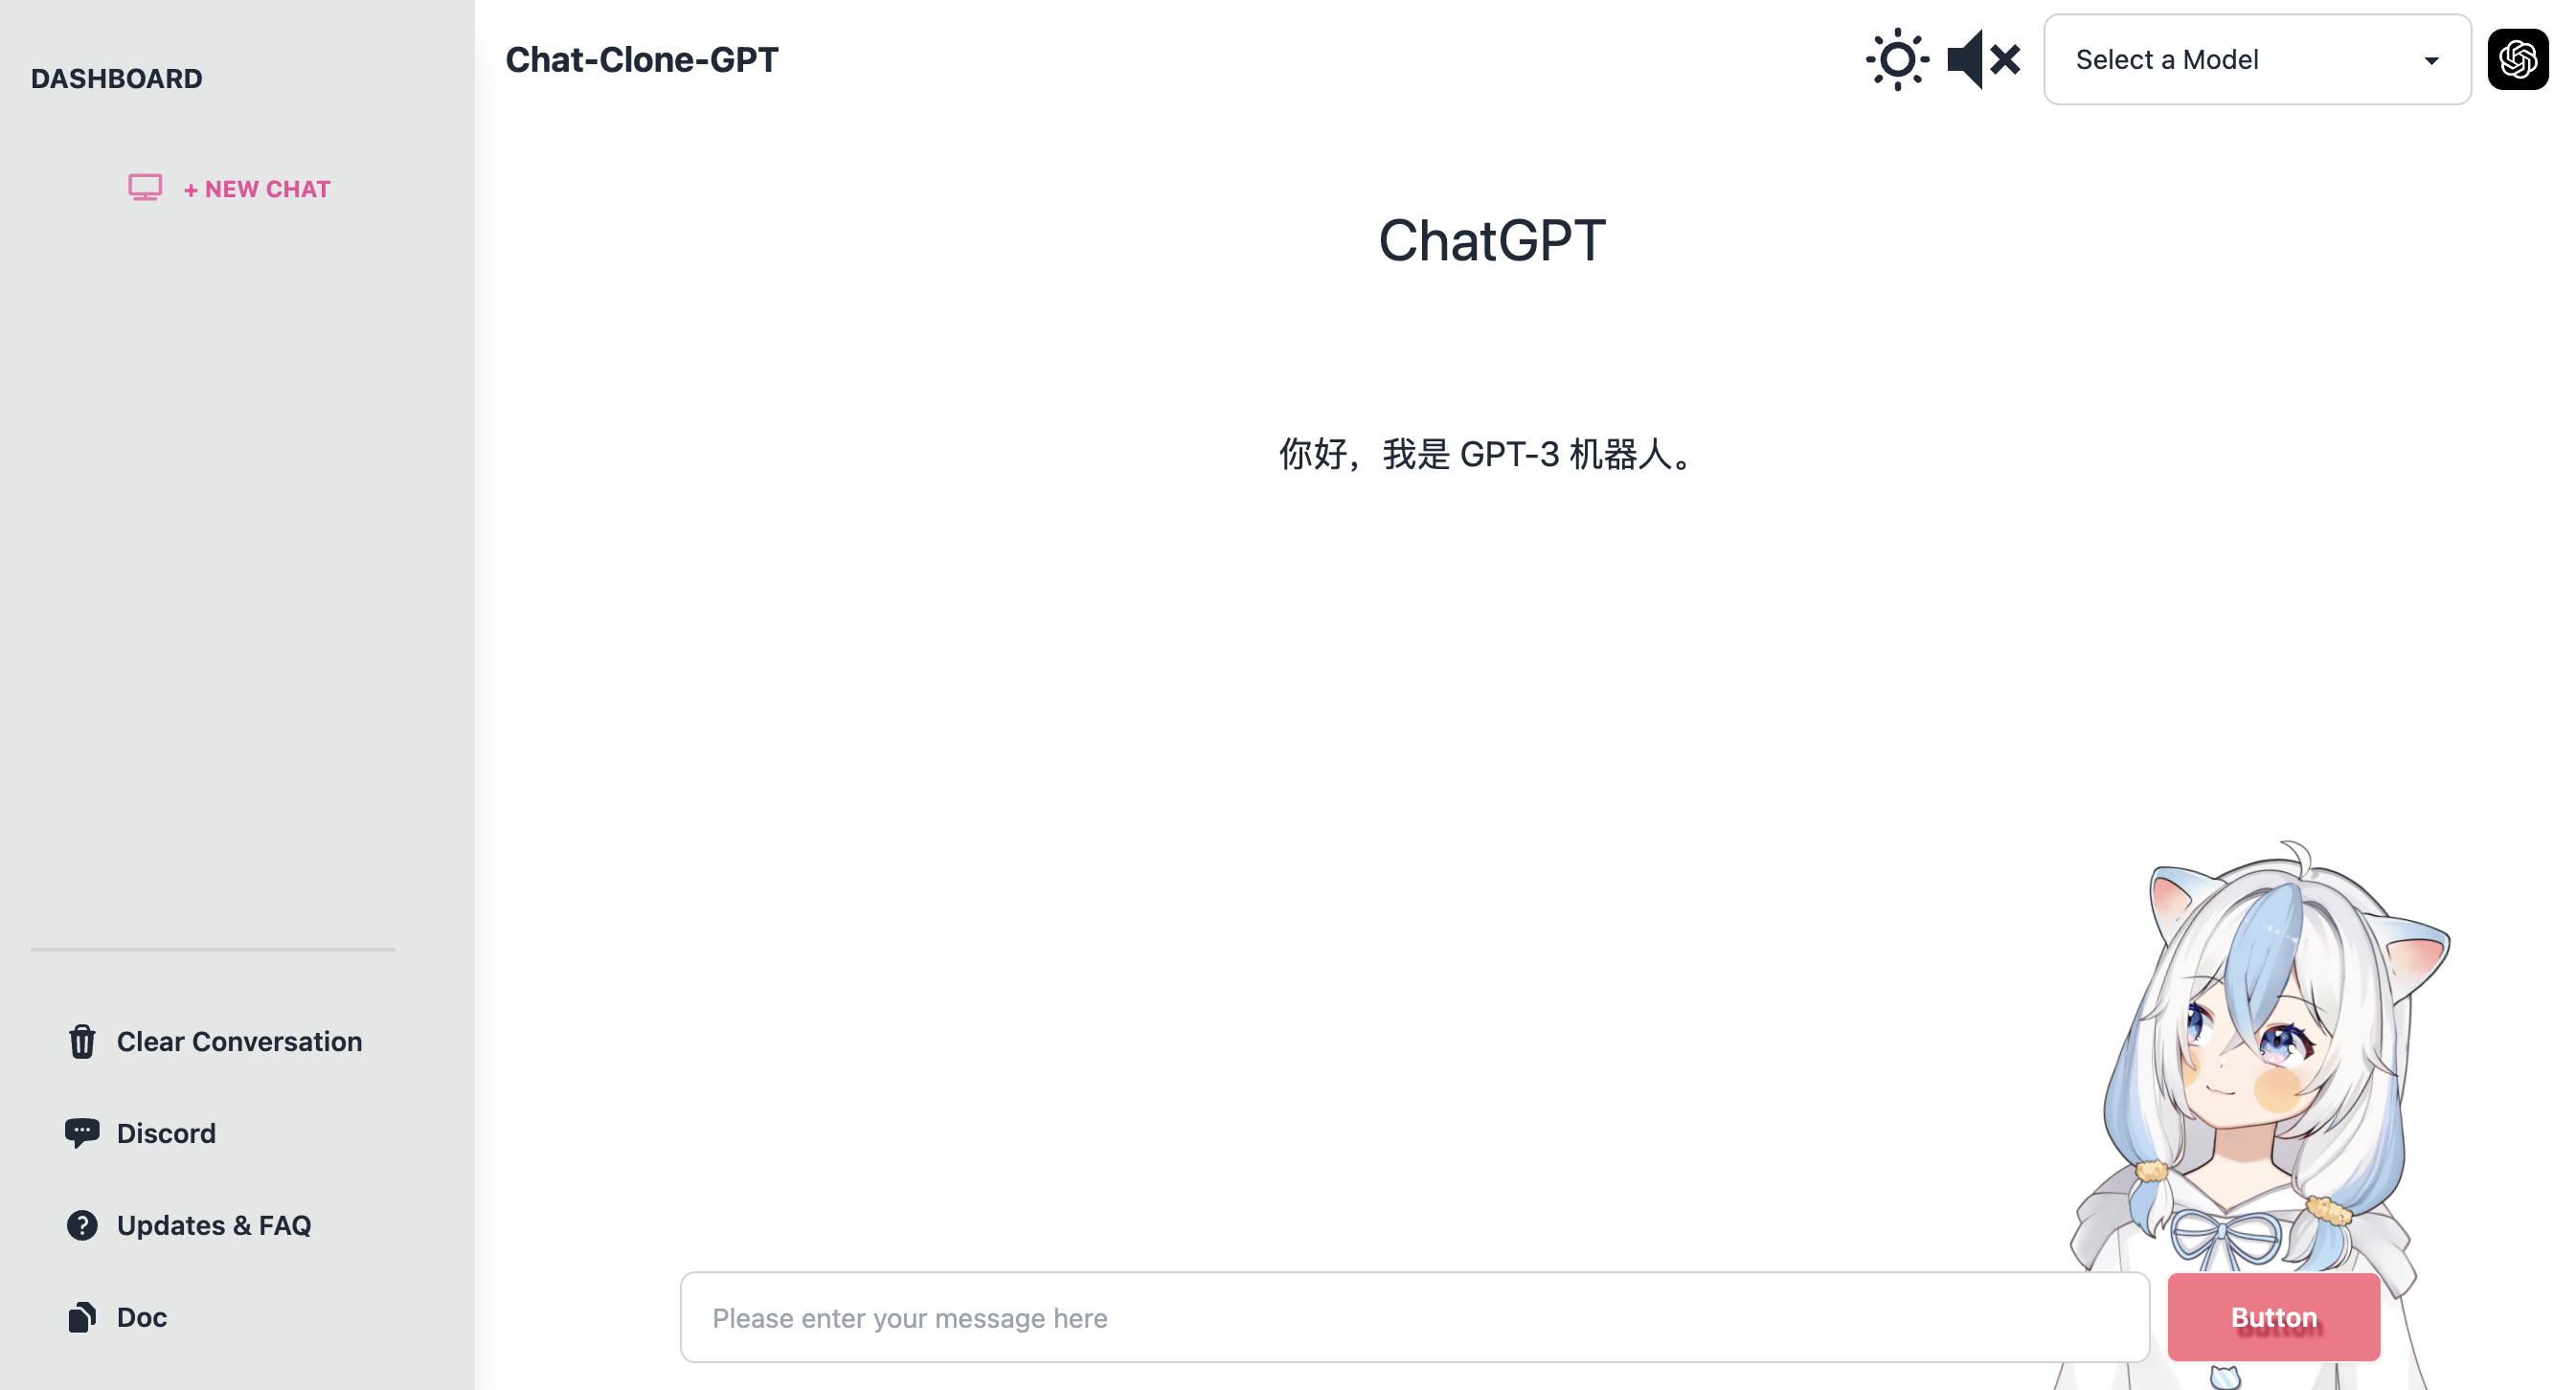 DASHBOARD
+ NEW CHAT
Clear Conversation
Discord
Updates & FAQ
Doc
Chat-Clone-GPT
Select a Model
ChatGPT
你好，我是 GPT-3 机器人。
Please enter your message here
Button